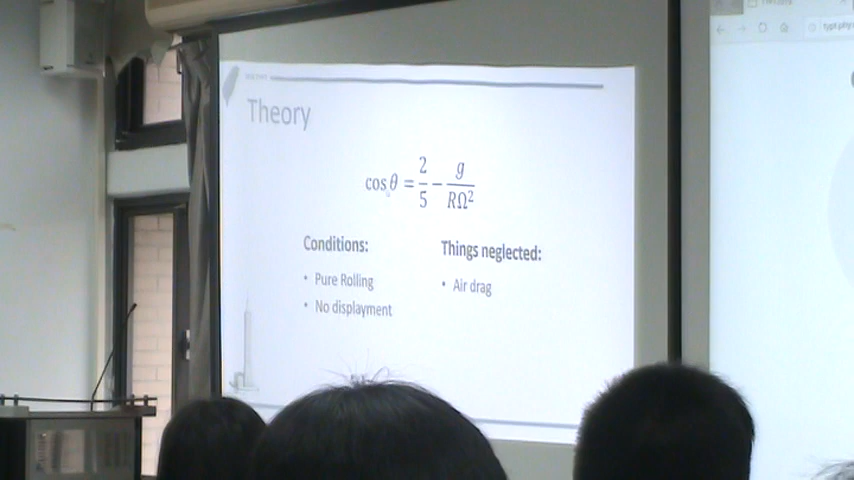 Theory
cos θ = 2/5 − g/RΩ²
Conditions:
• Pure Rolling
• No displayment
Things neglected:
• Air drag